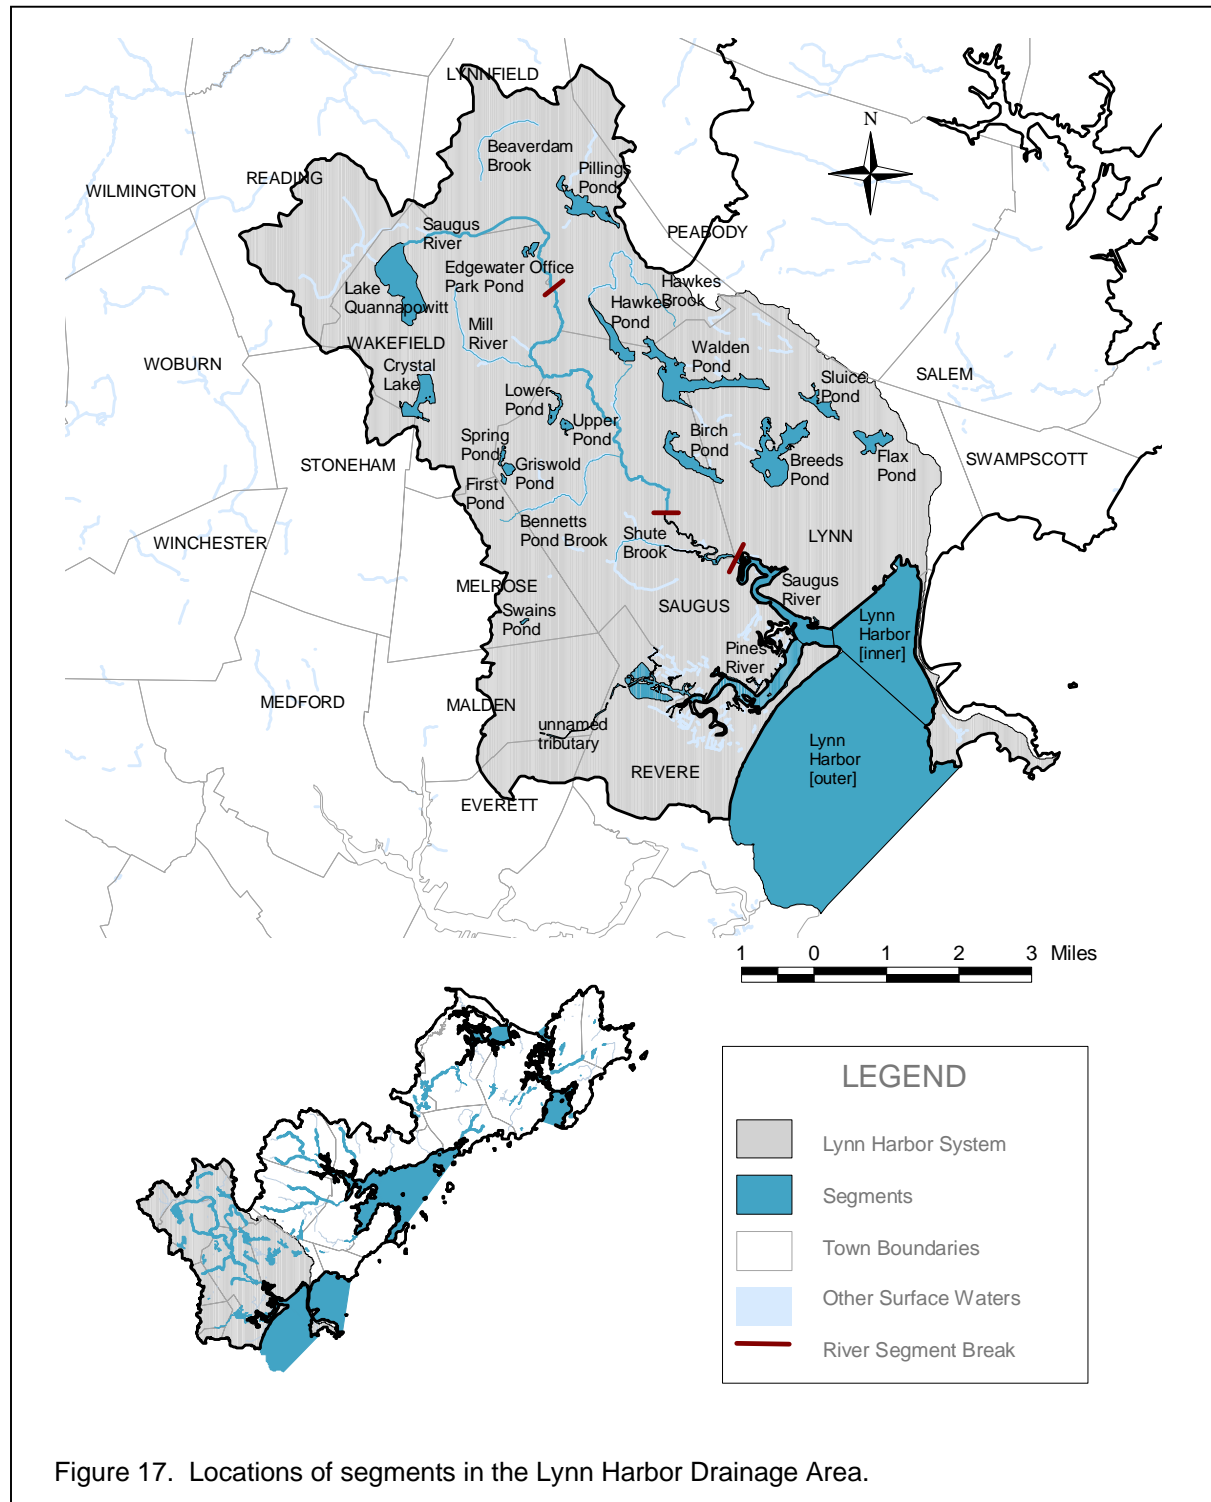 LYNNFIELD
N
Beaverdam
Brook
Pillings
Pond
READING
WILMINGTON
PEABODY
Saugus
River
Edgewater Office
Park Pond
Hawkes
Brook
Lake
Quannapowitt
Hawkes
Pond
Mill
River
WAKEFIELD
Walden
Pond
WOBURN
Crystal
Lake
Sluice
Pond
SALEM
Lower
Pond
Upper
Pond
Birch
Pond
Spring
Pond
Breeds
Pond
Flax
Pond
SWAMPSCOTT
STONEHAM
Griswold
Pond
First
Pond
Bennetts
Pond Brook
Shute
Brook
LYNN
WINCHESTER
MELROSE
Saugus
River
Swains
Pond
SAUGUS
Lynn
Harbor
[inner]
Pines
River
MEDFORD
MALDEN
unnamed
tributary
Lynn
Harbor
[outer]
REVERE
EVERETT
1 0 1 2 3 Miles
LEGEND
Lynn Harbor System
Segments
Town Boundaries
Other Surface Waters
River Segment Break
Figure 17. Locations of segments in the Lynn Harbor Drainage Area.